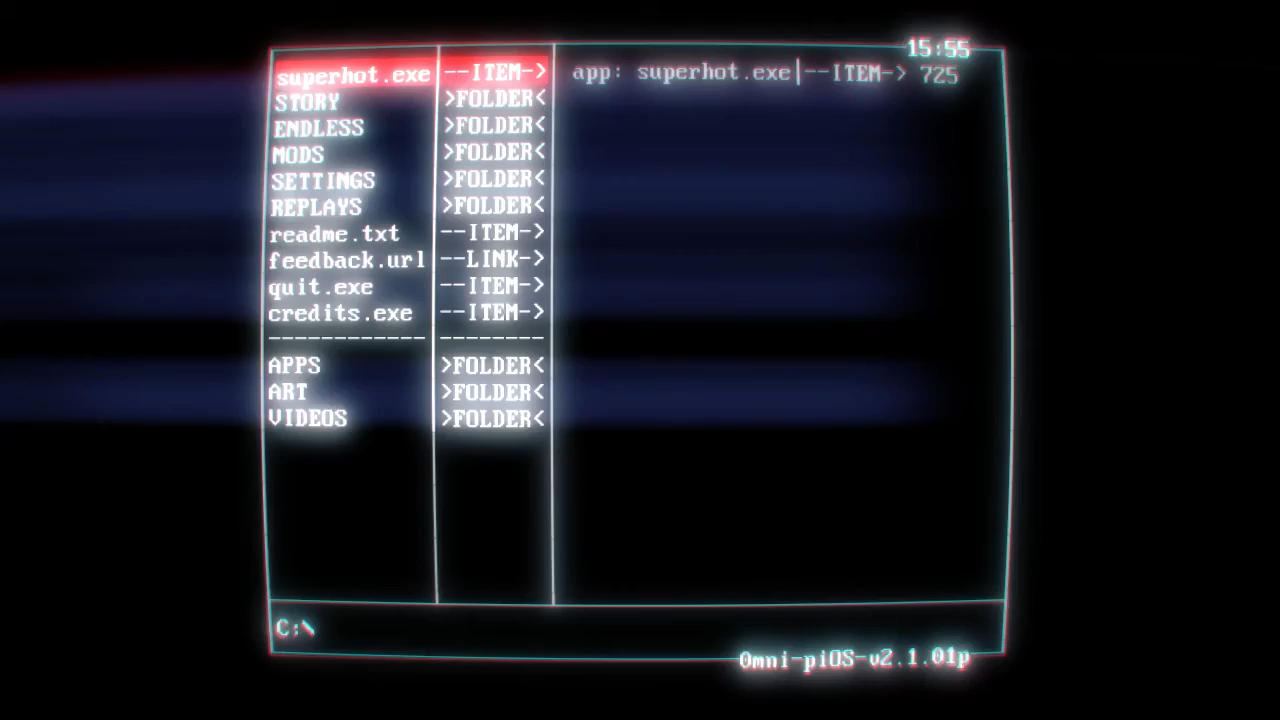 15:55
superhot.exe --ITEM-> app: superhot.exe|--ITEM-> 725
STORY >FOLDER<
ENDLESS >FOLDER<
MODS >FOLDER<
SETTINGS >FOLDER<
REPLAYS >FOLDER<
readme.txt --ITEM->
feedback.url --LINK->
quit.exe --ITEM->
credits.exe --ITEM->
------------ --------
APPS >FOLDER<
ART >FOLDER<
VIDEOS >FOLDER<
C:\
Omni-piOS-v2.1.01p